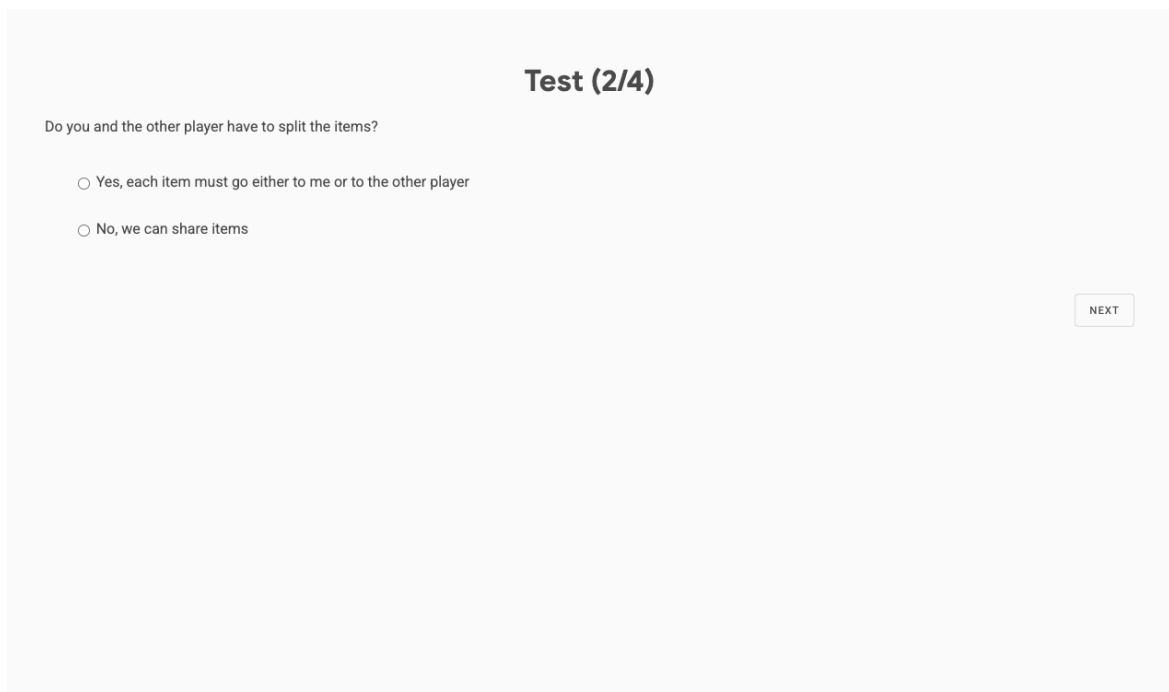 Test (2/4)
Do you and the other player have to split the items?
Yes, each item must go either to me or to the other player
No, we can share items
NEXT